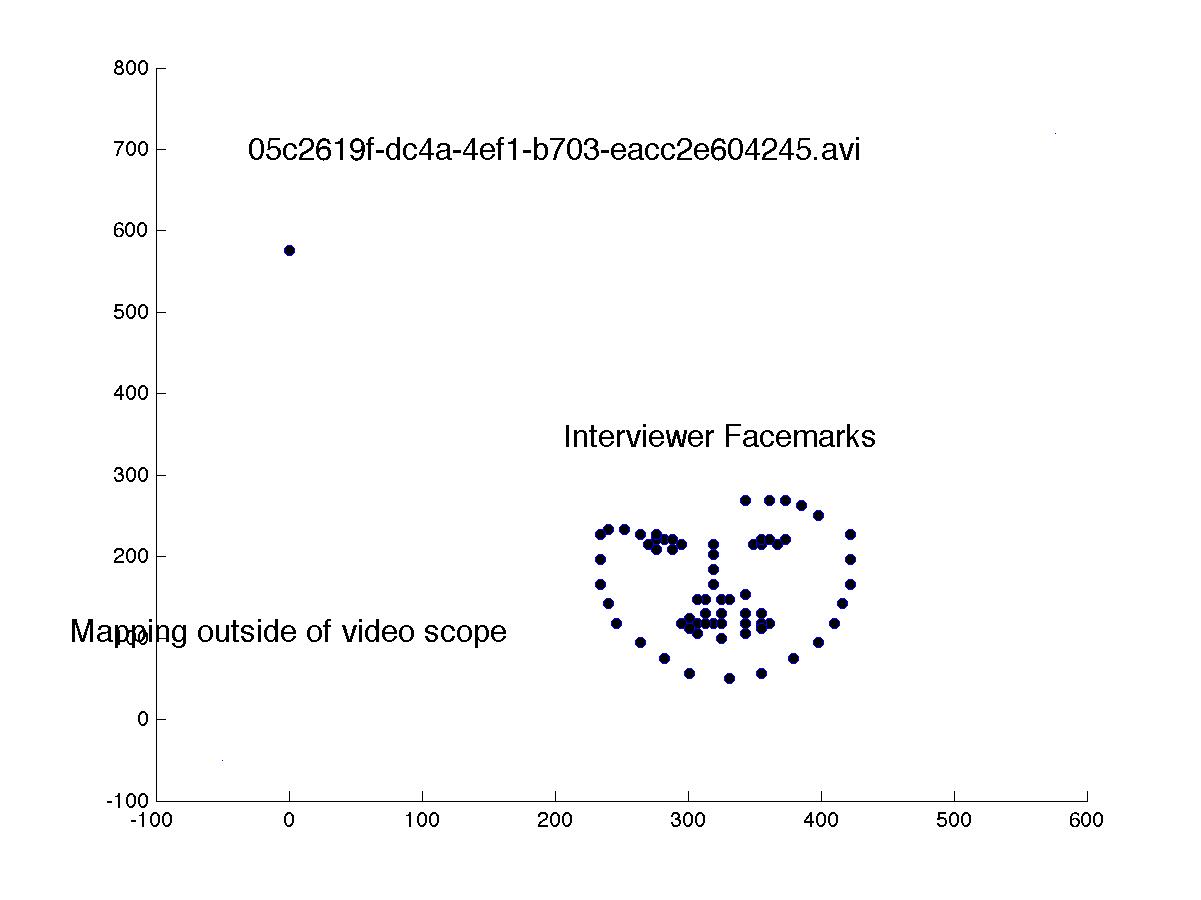 800
700
05c2619f-dc4a-4ef1-b703-eacc2e604245.avi
600
500
400
Interviewer Facemarks
300
200
100
Mapping outside of video scope
0
-100
-100 0 100 200 300 400 500 600